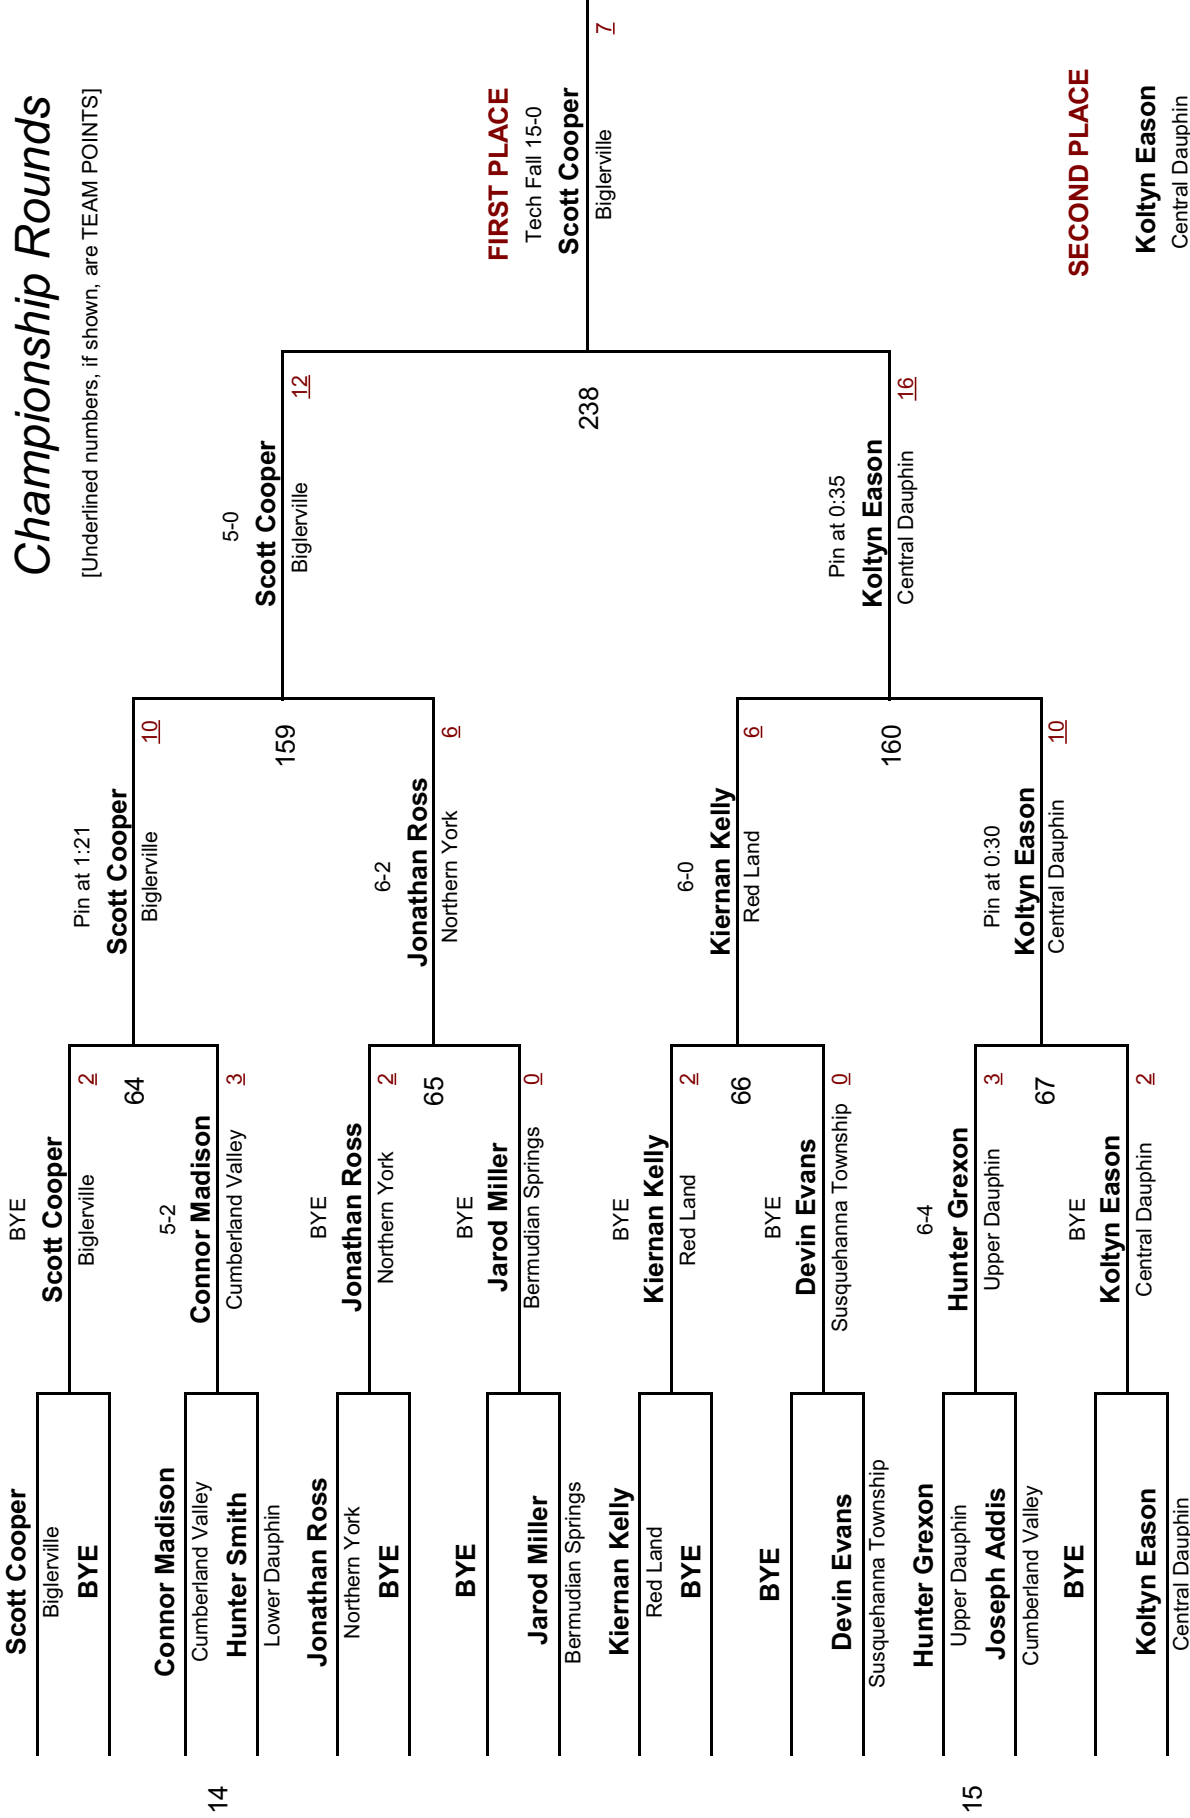 Championship Rounds
[Underlined numbers, if shown, are TEAM POINTS]
Scott Cooper
Biglerville
BYE
14
Connor Madison
Cumberland Valley
Hunter Smith
Lower Dauphin
Jonathan Ross
Northern York
BYE
BYE
Jarod Miller
Bermudian Springs
Kiernan Kelly
Red Land
BYE
BYE
Devin Evans
Susquehanna Township
15
Hunter Grexon
Upper Dauphin
Joseph Addis
Cumberland Valley
BYE
Koltyn Eason
Central Dauphin
BYE
Scott Cooper
Biglerville
2
64
5-2
Connor Madison
Cumberland Valley
3
BYE
Jonathan Ross
Northern York
2
65
BYE
Jarod Miller
Bermudian Springs
0
BYE
Kiernan Kelly
Red Land
2
66
BYE
Devin Evans
Susquehanna Township
0
6-4
Hunter Grexon
Upper Dauphin
3
67
BYE
Koltyn Eason
Central Dauphin
2
Pin at 1:21
Scott Cooper
Biglerville
10
159
6-2
Jonathan Ross
Northern York
6
6-0
Kiernan Kelly
Red Land
6
160
Pin at 0:30
Koltyn Eason
Central Dauphin
10
5-0
Scott Cooper
Biglerville
12
238
Pin at 0:35
Koltyn Eason
Central Dauphin
16
FIRST PLACE
Tech Fall 15-0
Scott Cooper
Biglerville
7
SECOND PLACE
Koltyn Eason
Central Dauphin